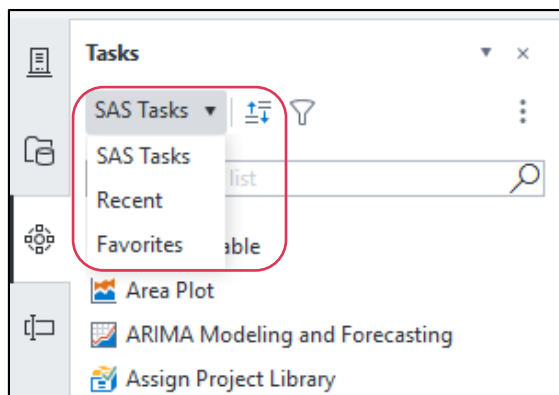 Tasks
SAS Tasks
SAS Tasks
list
Recent
Favorites
able
Area Plot
ARIMA Modeling and Forecasting
Assign Project Library